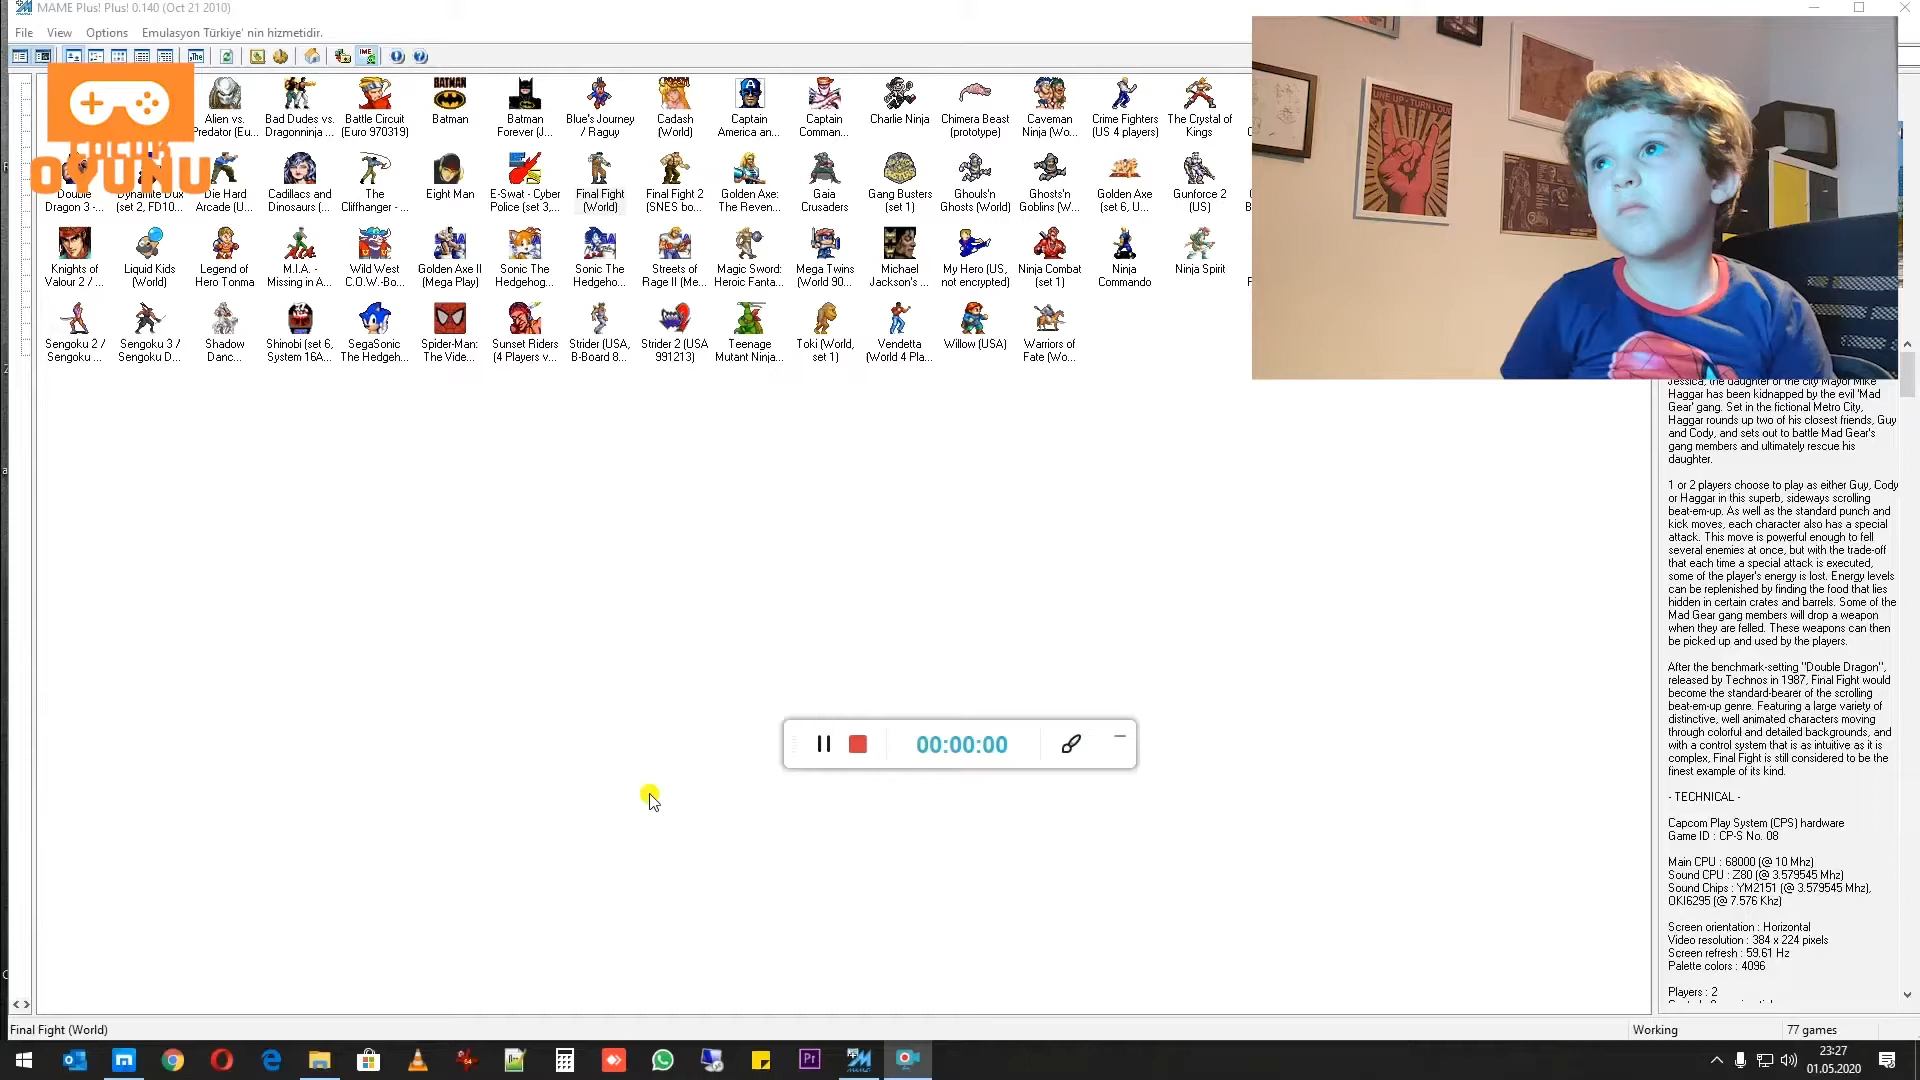 MAME Plus! Plus! 0.140 (Oct 21 2010)
File View Options Emulasyon Türkiye' nin hizmetidir.
ÇOCUK
OYUNU
TUNE UP - TURN LOUD
Alien vs. Predator (Eu...
Bad Dudes vs. Dragonninja ...
Battle Circuit (Euro 970319)
Batman
Batman Forever (J...
Blue's Journey / Raguy
Cadash (World)
Captain America an...
Captain Comman...
Charlie Ninja
Chimera Beast (prototype)
Caveman Ninja (Wo...
Crime Fighters (US 4 players)
The Crystal of Kings
Double Dragon 3 -...
Dynamite Dux (set 2, FD10...
Die Hard Arcade (U...
Cadillacs and Dinosaurs (...
The Cliffhanger - ...
Eight Man
E-Swat - Cyber Police (set 3,...
Final Fight (World)
Final Fight 2 (SNES bo...
Golden Axe: The Reven...
Gaia Crusaders
Gang Busters (set 1)
Ghoul'sn Ghosts (World)
Ghosts'n Goblins (W...
Golden Axe (set 6, U...
Gunforce 2 (US)
Knights of Valour 2 / ...
Liquid Kids (World)
Legend of Hero Tonma
M.I.A. - Missing in A...
Wild West C.O.W.-Bo...
Golden Axe II (Mega Play)
Sonic The Hedgehog...
Sonic The Hedgeho...
Streets of Rage II (Me...
Magic Sword: Heroic Fanta...
Mega Twins (World 90...
Michael Jackson's ...
My Hero (US, not encrypted)
Ninja Combat (set 1)
Ninja Commando
Ninja Spirit
Sengoku 2 / Sengoku ...
Sengoku 3 / Sengoku D...
Shadow Danc...
Shinobi (set 6, System 16A...
SegaSonic The Hedgeh...
Spider-Man: The Vide...
Sunset Riders (4 Players v...
Strider (USA, B-Board 8...
Strider 2 (USA 991213)
Teenage Mutant Ninja...
Toki (World, set 1)
Vendetta (World 4 Pla...
Willow (USA)
Warriors of Fate (Wo...
Jessica, the daughter of the city Mayor Mike
Haggar has been kidnapped by the evil 'Mad
Gear' gang. Set in the fictional Metro City,
Haggar rounds up two of his closest friends, Guy
and Cody, and sets out to battle Mad Gear's
gang members and ultimately rescue his
daughter.
1 or 2 players choose to play as either Guy, Cody
or Haggar in this superb, sideways scrolling
beat-em-up. As well as the standard punch and
kick moves, each character also has a special
attack. This move is powerful enough to fell
several enemies at once, but with the trade-off
that each time a special attack is executed,
some of the player's energy is lost. Energy levels
can be replenished by finding the food that lies
hidden in certain crates and barrels. Some of the
Mad Gear gang members will drop a weapon
when they are felled. These weapons can then
be picked up and used by the players.
After the benchmark-setting "Double Dragon",
released by Technos in 1987, Final Fight would
become the standard-bearer of the scrolling
beat-em-up genre. Featuring a large variety of
distinctive, well animated characters moving
through colorful and detailed backgrounds, and
with a control system that is as intuitive as it is
complex, Final Fight is still considered to be the
finest example of its kind.
- TECHNICAL -
Capcom Play System (CPS) hardware
Game ID : CP-S No. 08
Main CPU : 68000 (@ 10 Mhz)
Sound CPU : Z80 (@ 3.579545 Mhz)
Sound Chips : YM2151 (@ 3.579545 Mhz),
OKI6295 (@ 7.576 Khz)
Screen orientation : Horizontal
Video resolution : 384 x 224 pixels
Screen refresh : 59.61 Hz
Palette colors : 4096
Players : 2
00:00:00
Final Fight (World)
Working
77 games
23:27
01.05.2020